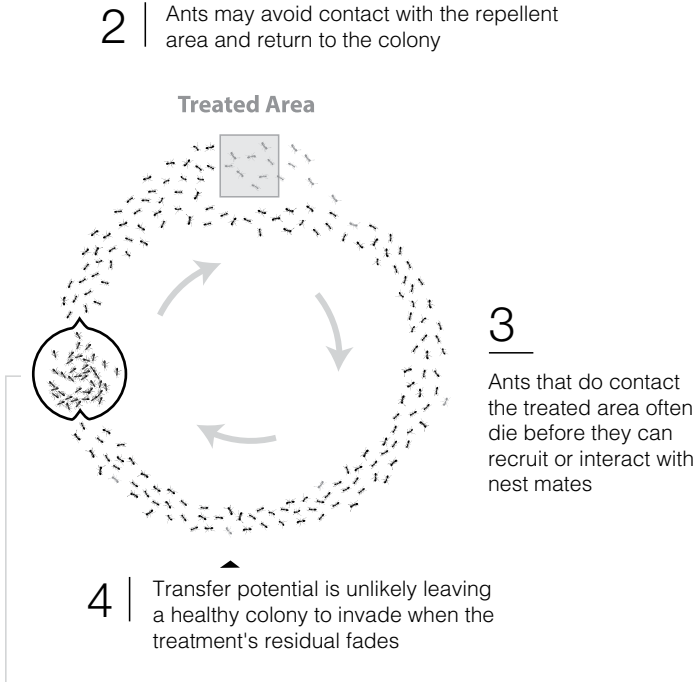 2
Ants may avoid contact with the repellent
area and return to the colony
Treated Area
3
Ants that do contact
the treated area often
die before they can
recruit or interact with
nest mates
4
Transfer potential is unlikely leaving
a healthy colony to invade when the
treatment's residual fades